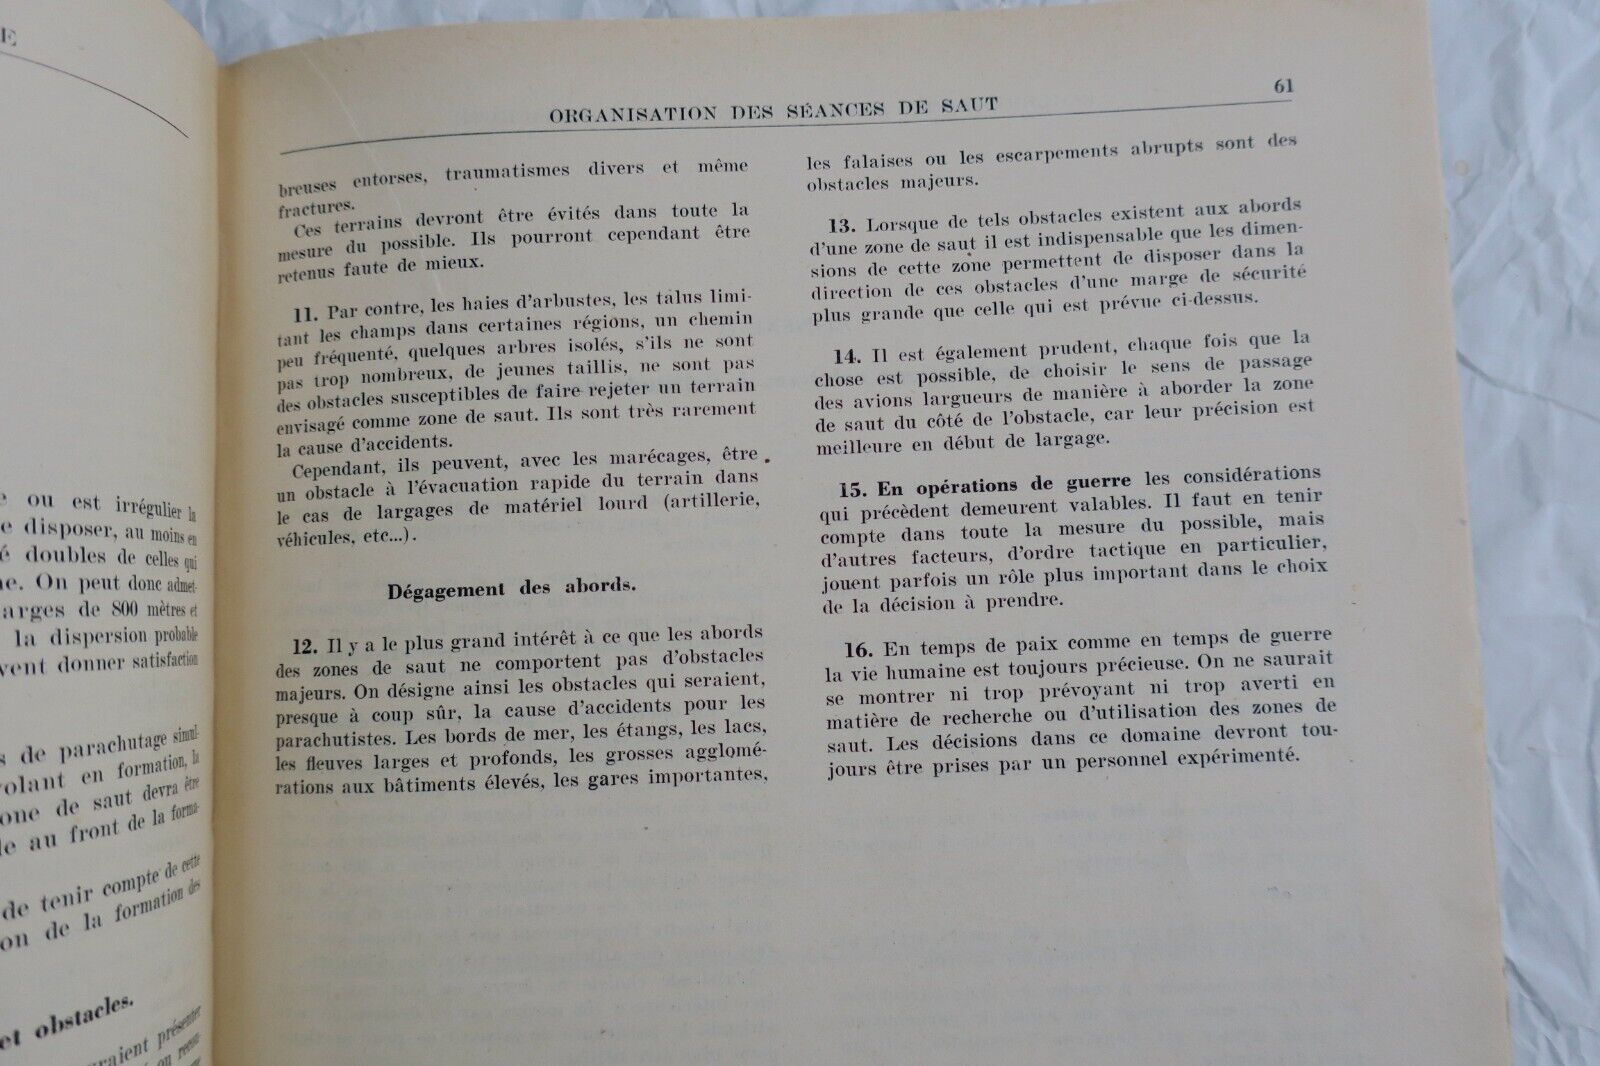 E
e ou est irrégulier la
e disposer, au moins en
é doubles de celles qui
ne. On peut donc admet-
arges de 800 mètres et
la dispersion probable
vent donner satisfaction
s de parachutage simul-
olant en formation, la
one de saut devra être
le au front de la forma-
de tenir compte de cette
on de la formation des
et obstacles.
raient présenter
ORGANISATION DES SÉANCES DE SAUT
61
breuses entorses, traumatismes divers et même
fractures.
Ces terrains devront être évités dans toute la
mesure du possible. Ils pourront cependant être
retenus faute de mieux.
11. Par contre, les haies d'arbustes, les talus limi-
tant les champs dans certaines régions, un chemin
peu fréquenté, quelques arbres isolés, s'ils ne sont
pas trop nombreux, de jeunes taillis, ne sont pas
des obstacles susceptibles de faire rejeter un terrain
envisagé comme zone de saut. Ils sont très rarement
la cause d'accidents.
Cependant, ils peuvent, avec les marécages, être
un obstacle à l'évacuation rapide du terrain dans
le cas de largages de matériel lourd (artillerie,
véhicules, etc...).
Dégagement des abords.
12. Il y a le plus grand intérêt à ce que les abords
des zones de saut ne comportent pas d'obstacles
majeurs. On désigne ainsi les obstacles qui seraient,
presque à coup sûr, la cause d'accidents pour les
parachutistes. Les bords de mer, les étangs, les lacs,
les fleuves larges et profonds, les grosses agglomé-
rations aux bâtiments élevés, les gares importantes,
les falaises ou les escarpements abrupts sont des
obstacles majeurs.
13. Lorsque de tels obstacles existent aux abords
d'une zone de saut il est indispensable que les dimen-
sions de cette zone permettent de disposer dans la
direction de ces obstacles d'une marge de sécurité
plus grande que celle qui est prévue ci-dessus.
14. Il est également prudent, chaque fois que la
chose est possible, de choisir le sens de passage
des avions largueurs de manière à aborder la zone
de saut du côté de l'obstacle, car leur précision est
meilleure en début de largage.
15. En opérations de guerre les considérations
qui précèdent demeurent valables. Il faut en tenir
compte dans toute la mesure du possible, mais
d'autres facteurs, d'ordre tactique en particulier,
jouent parfois un rôle plus important dans le choix
de la décision à prendre.
16. En temps de paix comme en temps de guerre
la vie humaine est toujours précieuse. On ne saurait
se montrer ni trop prévoyant ni trop averti en
matière de recherche ou d'utilisation des zones de
saut. Les décisions dans ce domaine devront tou-
jours être prises par un personnel expérimenté.